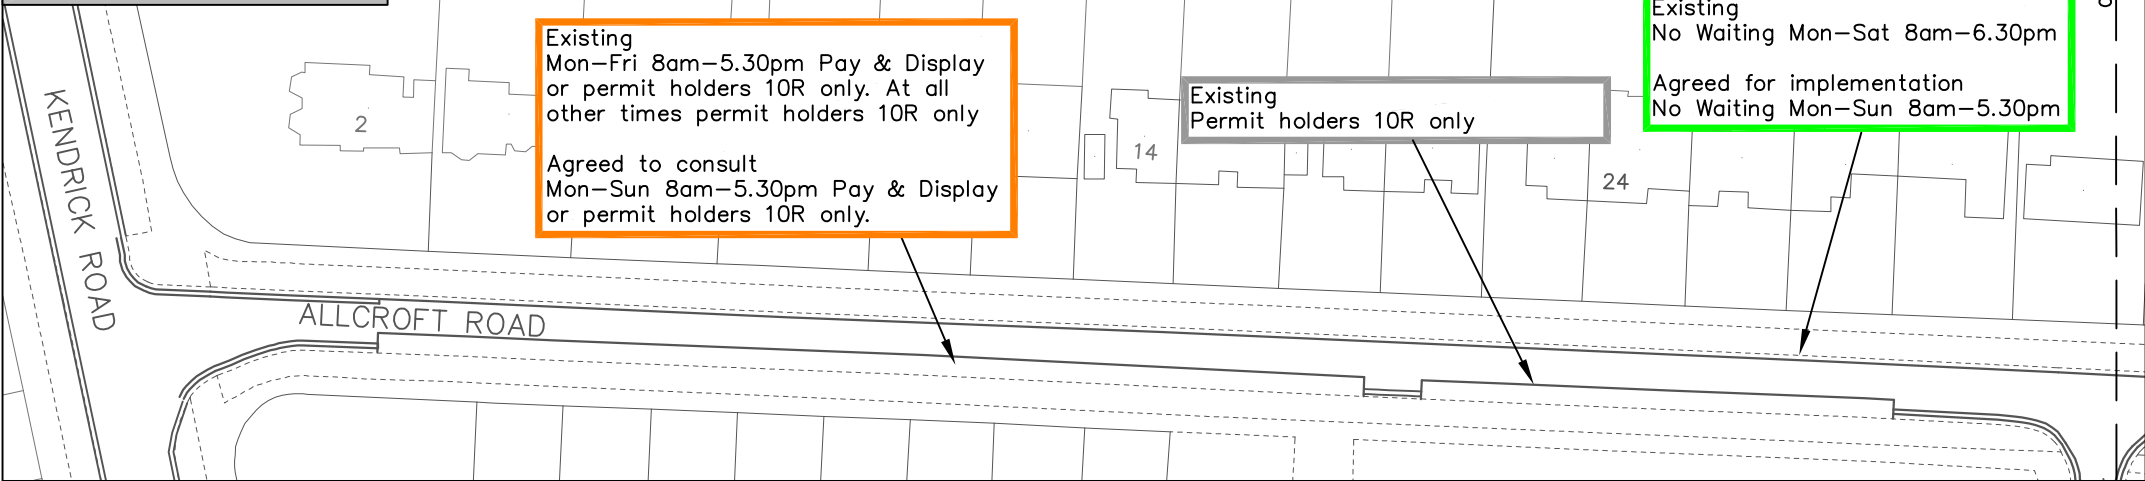 Existing
Mon-Fri 8am-5.30pm Pay & Display
or permit holders 10R only. At all
other times permit holders 10R only
Agreed to consult
Mon-Sun 8am-5.30pm Pay & Display
or permit holders 10R only.
Existing
Permit holders 10R only
Existing
No Waiting Mon-Sat 8am-6.30pm
Agreed for implementation
No Waiting Mon-Sun 8am-5.30pm
2
14
24
KENDRICK ROAD
ALLCROFT ROAD